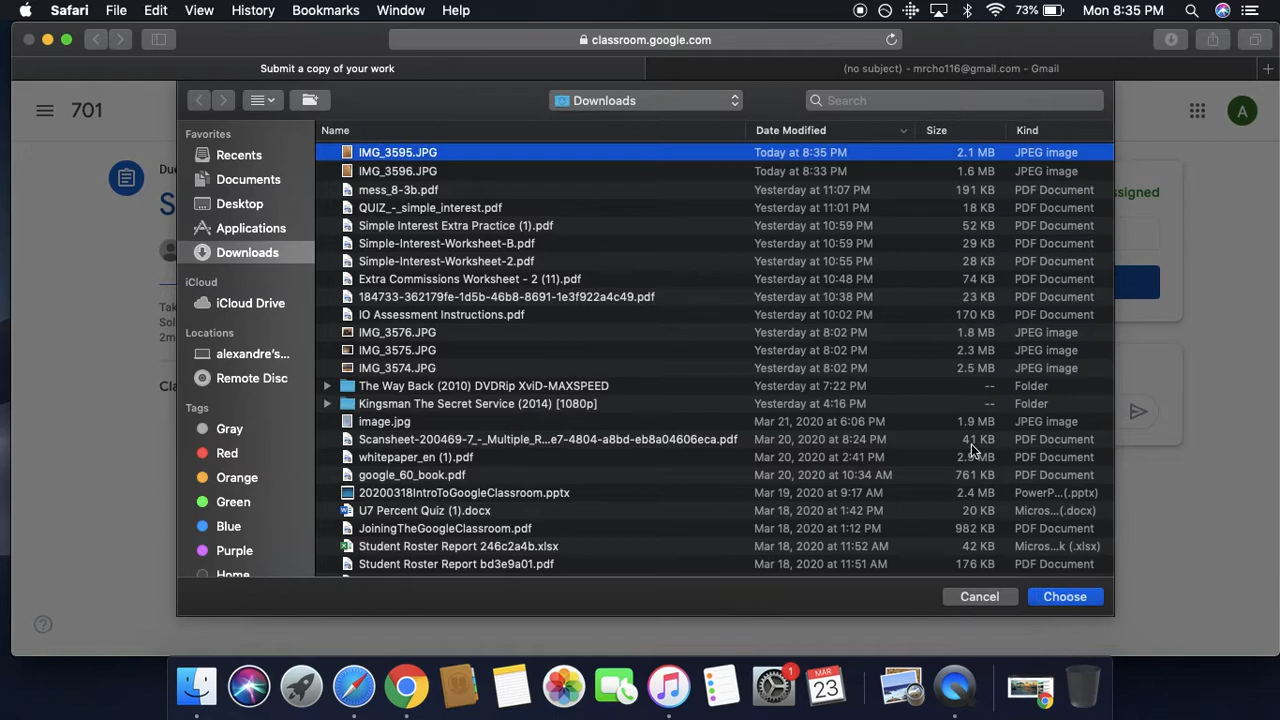 Safari File Edit View History Bookmarks Window Help 73% Mon 8:35 PM
classroom.google.com
Submit a copy of your work (no subject) - mrcho116@gmail.com - Gmail
701 Downloads Search A
Favorites Name Date Modified Size Kind
Recents IMG_3595.JPG Today at 8:35 PM 2.1 MB JPEG image
Due
Documents IMG_3596.JPG Today at 8:33 PM 1.6 MB JPEG image
mess_8-3b.pdf Yesterday at 11:07 PM 191 KB PDF Document
ssigned
S Desktop QUIZ_-_simple_interest.pdf Yesterday at 11:01 PM 18 KB PDF Document
Applications Simple Interest Extra Practice (1).pdf Yesterday at 10:59 PM 52 KB PDF Document
Simple-Interest-Worksheet-B.pdf Yesterday at 10:59 PM 29 KB PDF Document
Downloads Simple-Interest-Worksheet-2.pdf Yesterday at 10:55 PM 28 KB PDF Document
iCloud Extra Commissions Worksheet - 2 (11).pdf Yesterday at 10:48 PM 74 KB PDF Document
iCloud Drive 184733-362179fe-1d5b-46b8-8691-1e3f922a4c49.pdf Yesterday at 10:38 PM 23 KB PDF Document
Tak
IO Assessment Instructions.pdf Yesterday at 10:02 PM 170 KB PDF Document
Sol
Locations IMG_3576.JPG Yesterday at 8:02 PM 1.8 MB JPEG image
2m
alexandre's... IMG_3575.JPG Yesterday at 8:02 PM 2.3 MB JPEG image
Remote Disc IMG_3574.JPG Yesterday at 8:02 PM 2.5 MB JPEG image
Cla
The Way Back (2010) DVDRip XviD-MAXSPEED Yesterday at 7:22 PM -- Folder
Tags Kingsman The Secret Service (2014) [1080p] Yesterday at 4:16 PM -- Folder
Gray image.jpg Mar 21, 2020 at 6:06 PM 1.9 MB JPEG image
Scansheet-200469-7_-_Multiple_R...e7-4804-a8bd-eb8a04606eca.pdf Mar 20, 2020 at 8:24 PM 41 KB PDF Document
Red whitepaper_en (1).pdf Mar 20, 2020 at 2:41 PM MB PDF Document
Orange google_60_book.pdf Mar 20, 2020 at 10:34 AM 761 KB PDF Document
Green 20200318IntroToGoogleClassroom.pptx Mar 19, 2020 at 9:17 AM 2.4 MB PowerP...(.pptx)
U7 Percent Quiz (1).docx Mar 18, 2020 at 1:42 PM 20 KB Micros...(.docx)
Blue JoiningTheGoogleClassroom.pdf Mar 18, 2020 at 1:12 PM 982 KB PDF Document
Purple Student Roster Report 246c2a4b.xlsx Mar 18, 2020 at 11:52 AM 42 KB Micros...k (.xlsx)
Home Student Roster Report bd3e9a01.pdf Mar 18, 2020 at 11:51 AM 176 KB PDF Document
Cancel Choose
?
1
MAR
23